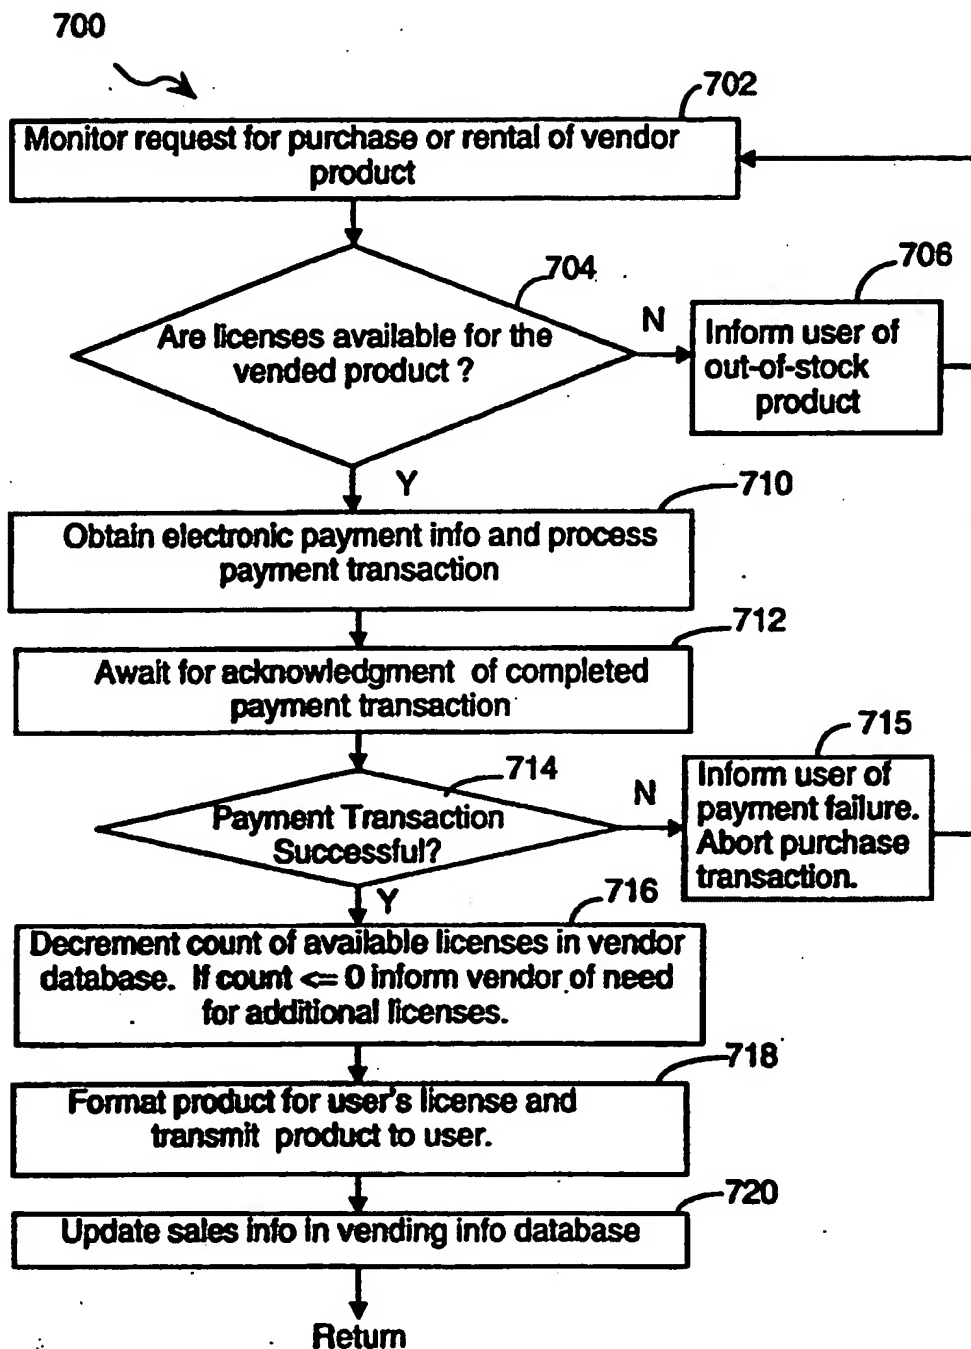 700
702
Monitor request for purchase or rental of vendor
product
704
Are licenses available for the
vended product ?
N
706
Inform user of
out-of-stock
product
Y
710
Obtain electronic payment info and process
payment transaction
712
Await for acknowledgment of completed
payment transaction
714
Payment Transaction
Successful?
N
715
Inform user of
payment failure.
Abort purchase
transaction.
Y
716
Decrement count of available licenses in vendor
database. If count <= 0 inform vendor of need
for additional licenses.
718
Format product for user's license and
transmit product to user.
720
Update sales info in vending info database
Return